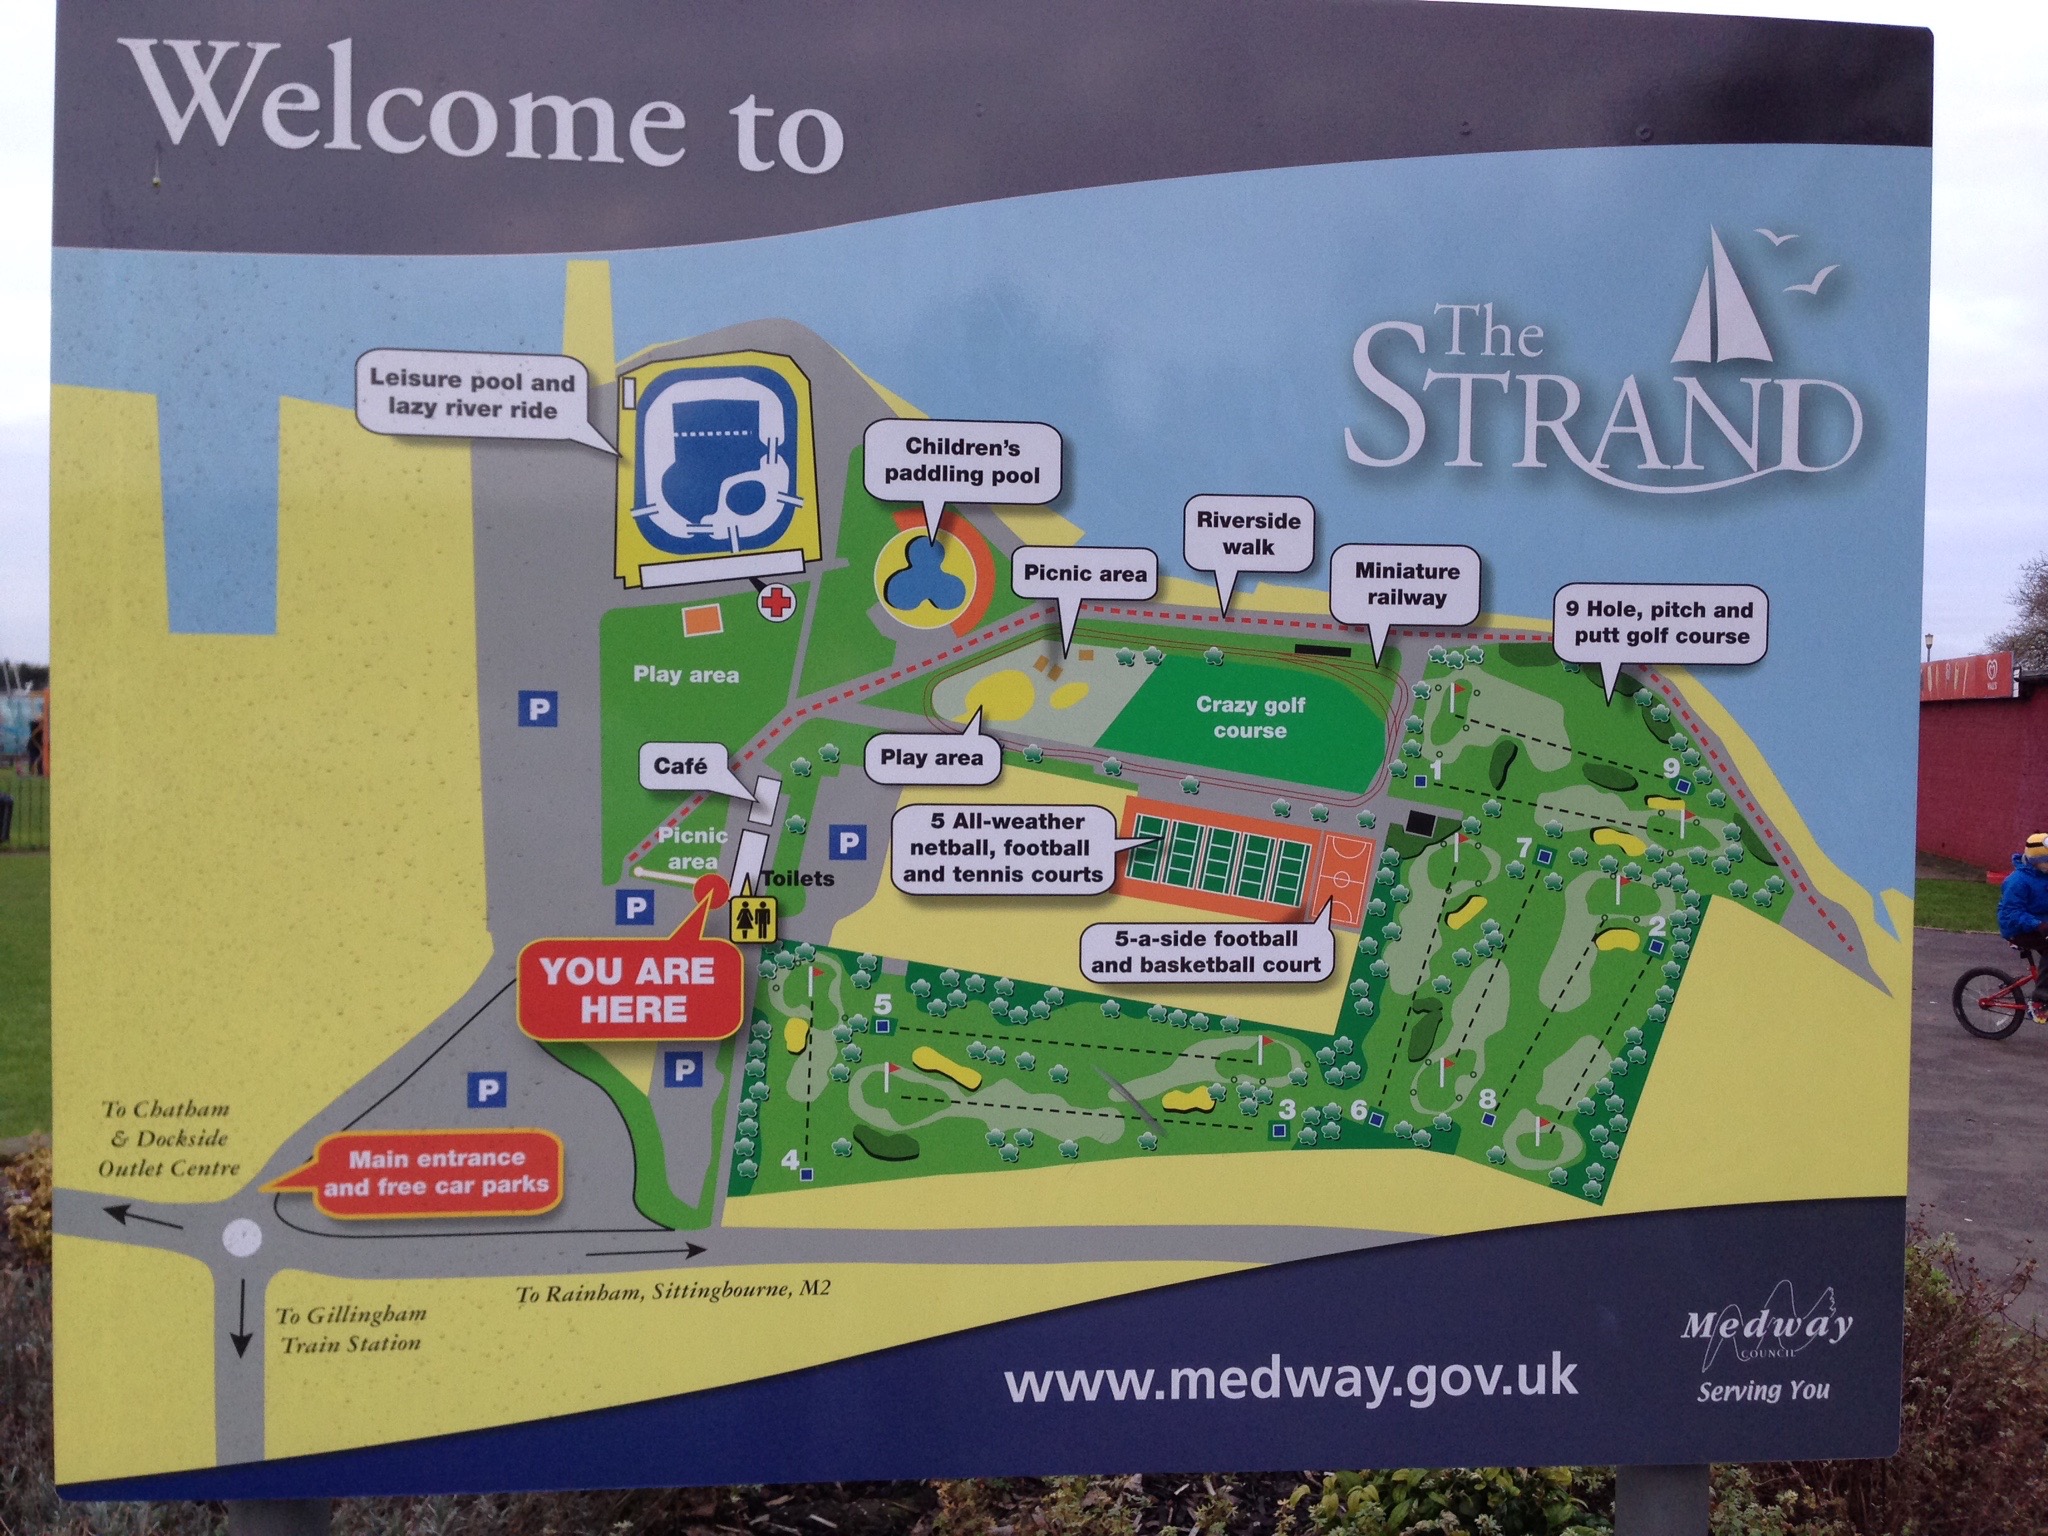 Welcome to
The
STRAND
Leisure pool and
lazy river ride
Children's
paddling pool
Riverside
walk
Picnic area
Miniature
railway
9 Hole, pitch and
putt golf course
Play area
P
Crazy golf
course
Café
Play area
1
9
Picnic
area
P
5 All-weather
netball, football
and tennis courts
7
Toilets
P
2
5-a-side football
and basketball court
YOU ARE
HERE
5
P
P
3
6
8
4
To Chatham
& Dockside
Outlet Centre
Main entrance
and free car parks
To Rainham, Sittingbourne, M2
To Gillingham
Train Station
www.medway.gov.uk
Medway
COUNCIL
Serving You